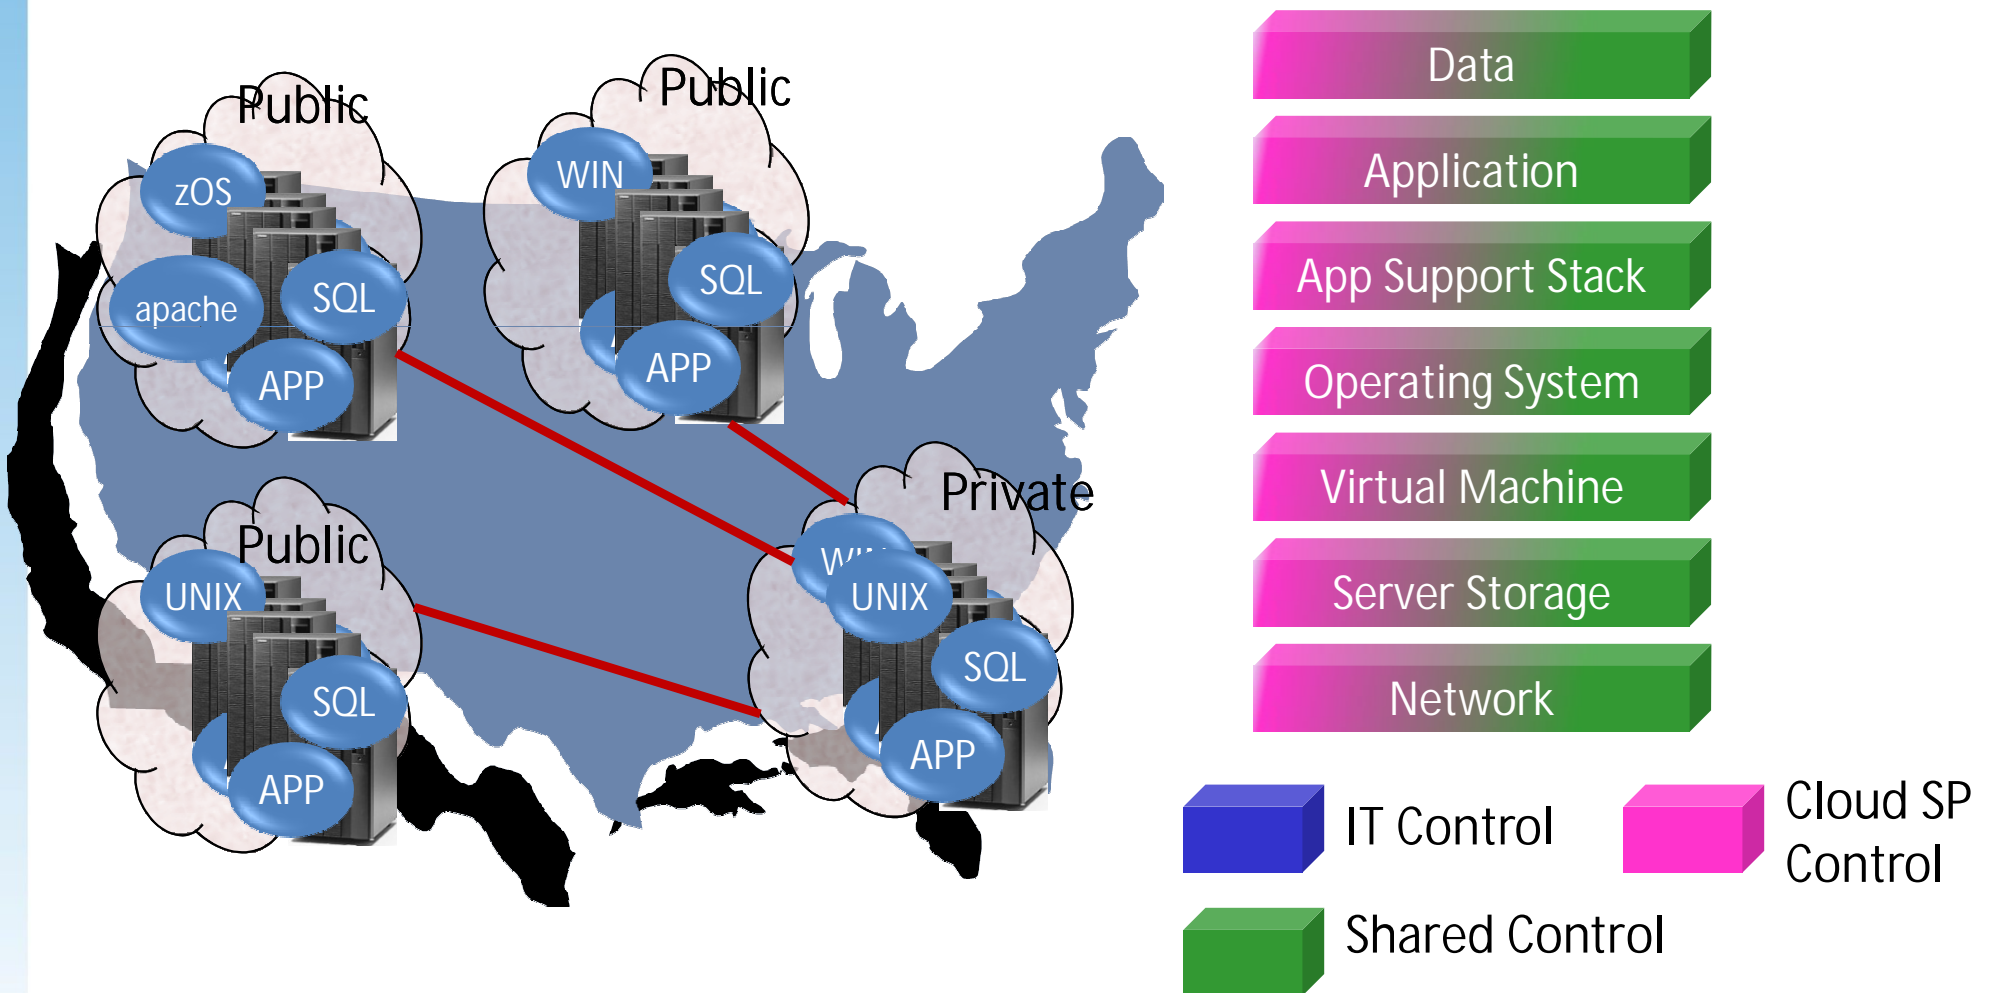 Public
zOS
apache
SQL
APP
Public
WIN
SQL
APP
Public
UNIX
SQL
APP
Private
WIN
UNIX
SQL
APP
Data
Application
App Support Stack
Operating System
Virtual Machine
Server Storage
Network
IT Control
Cloud SP
Control
Shared Control